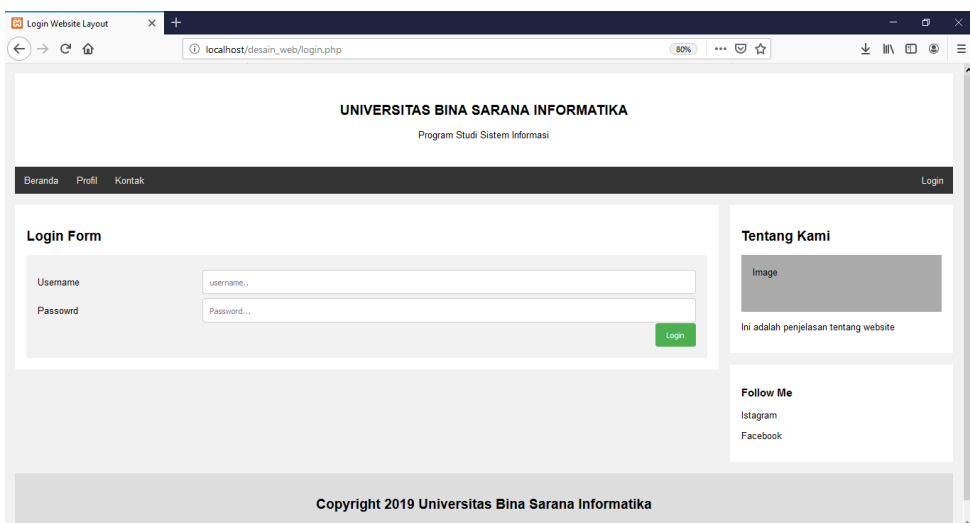 Login Website Layout
localhost/desain_web/login.php
80%
UNIVERSITAS BINA SARANA INFORMATIKA
Program Studi Sistem Informasi
Beranda Profil Kontak Login
Login Form
Username username..
Passowrd Password...
Login
Tentang Kami
Image
Ini adalah penjelasan tentang website
Follow Me
Istagram
Facebook
Copyright 2019 Universitas Bina Sarana Informatika